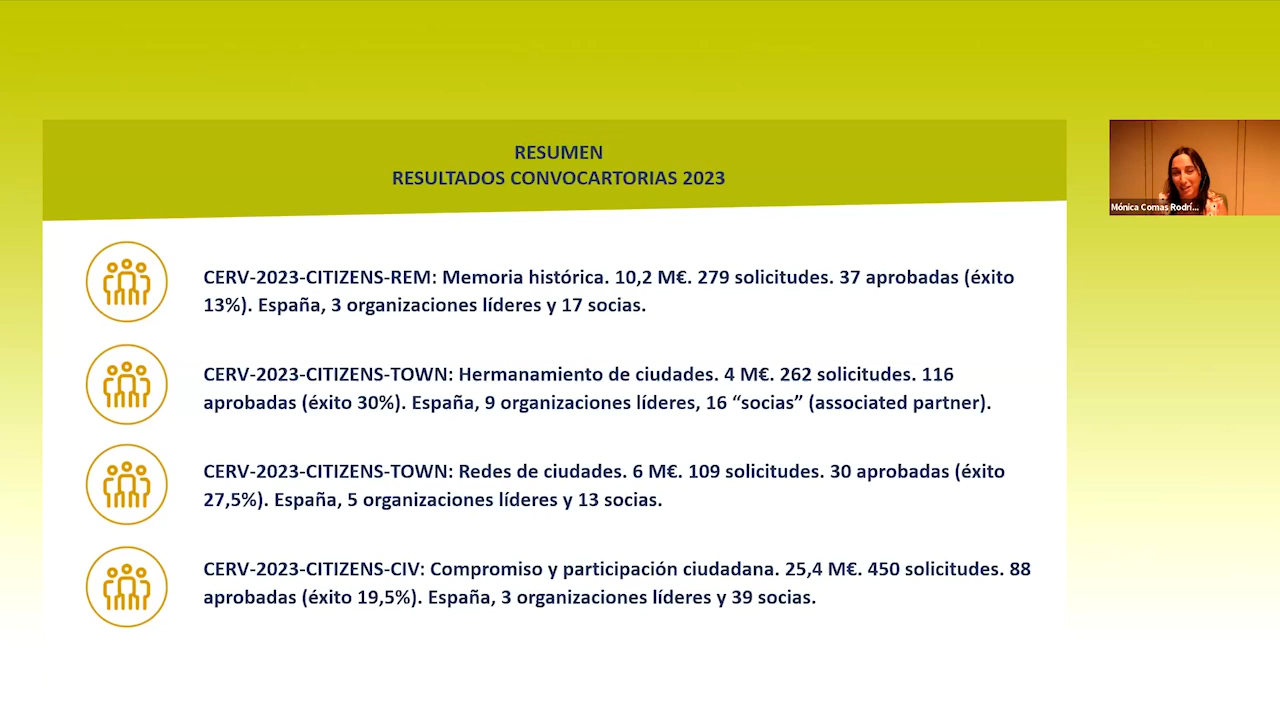 RESUMEN
RESULTADOS CONVOCARTORIAS 2023
Mónica Comas Rodrí...
CERV-2023-CITIZENS-REM: Memoria histórica. 10,2 M€. 279 solicitudes. 37 aprobadas (éxito
13%). España, 3 organizaciones líderes y 17 socias.
CERV-2023-CITIZENS-TOWN: Hermanamiento de ciudades. 4 M€. 262 solicitudes. 116
aprobadas (éxito 30%). España, 9 organizaciones líderes, 16 “socias” (associated partner).
CERV-2023-CITIZENS-TOWN: Redes de ciudades. 6 M€. 109 solicitudes. 30 aprobadas (éxito
27,5%). España, 5 organizaciones líderes y 13 socias.
CERV-2023-CITIZENS-CIV: Compromiso y participación ciudadana. 25,4 M€. 450 solicitudes. 88
aprobadas (éxito 19,5%). España, 3 organizaciones líderes y 39 socias.